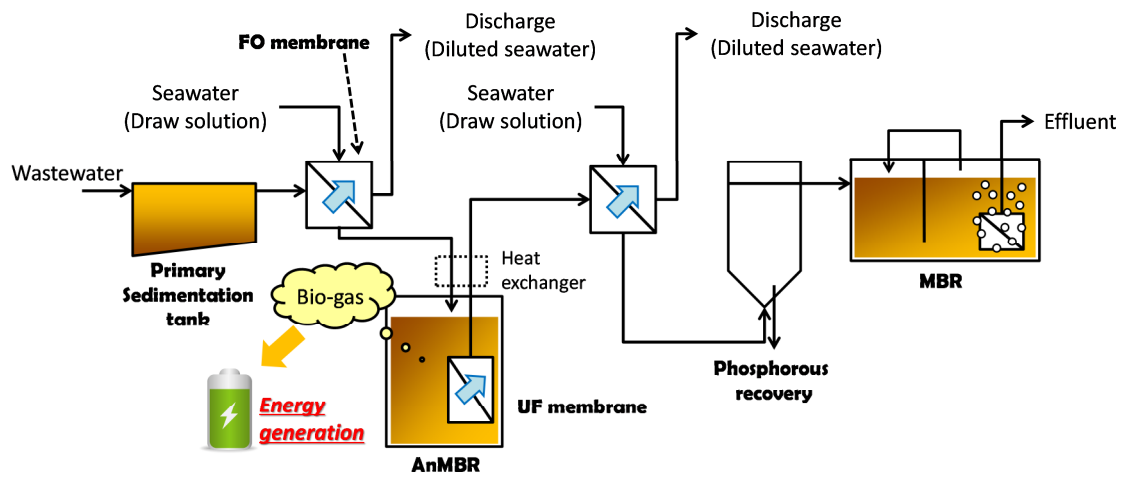 Discharge
(Diluted seawater)
Discharge
(Diluted seawater)
FO membrane
Seawater
(Draw solution)
Seawater
(Draw solution)
Effluent
Wastewater
Heat
exchanger
Primary
Sedimentation
tank
Bio-gas
MBR
Phosphorous
recovery
Energy
generation
UF membrane
AnMBR